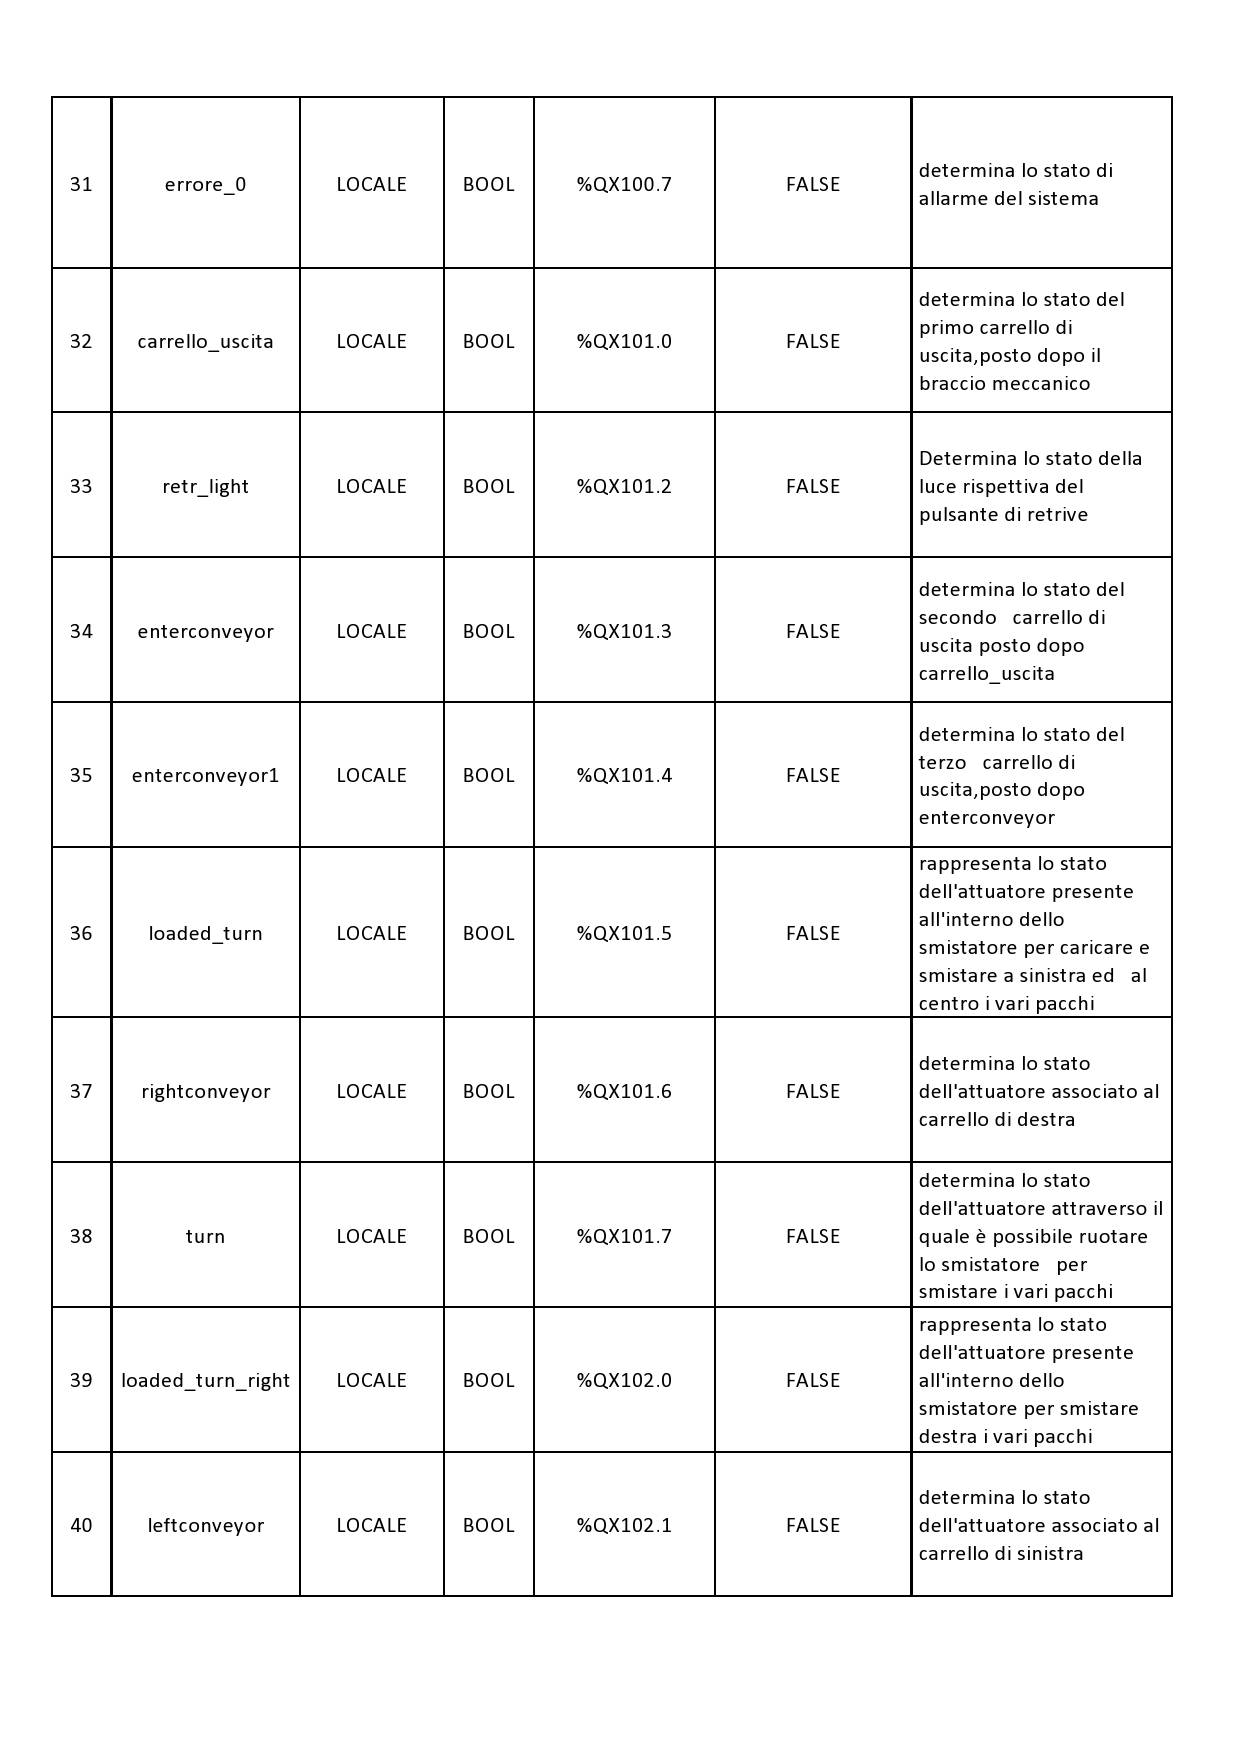 31 errore_0 LOCALE BOOL %QX100.7 FALSE determina lo stato di
allarme del sistema
32 carrello_uscita LOCALE BOOL %QX101.0 FALSE determina lo stato del
primo carrello di
uscita,posto dopo il
braccio meccanico
33 retr_light LOCALE BOOL %QX101.2 FALSE Determina lo stato della
luce rispettiva del
pulsante di retrive
34 enterconveyor LOCALE BOOL %QX101.3 FALSE determina lo stato del
secondo carrello di
uscita posto dopo
carrello_uscita
35 enterconveyor1 LOCALE BOOL %QX101.4 FALSE determina lo stato del
terzo carrello di
uscita,posto dopo
enterconveyor
36 loaded_turn LOCALE BOOL %QX101.5 FALSE rappresenta lo stato
dell'attuatore presente
all'interno dello
smistatore per caricare e
smistare a sinistra ed al
centro i vari pacchi
37 rightconveyor LOCALE BOOL %QX101.6 FALSE determina lo stato
dell'attuatore associato al
carrello di destra
38 turn LOCALE BOOL %QX101.7 FALSE determina lo stato
dell'attuatore attraverso il
quale è possibile ruotare
lo smistatore per
smistare i vari pacchi
39 loaded_turn_right LOCALE BOOL %QX102.0 FALSE rappresenta lo stato
dell'attuatore presente
all'interno dello
smistatore per smistare
destra i vari pacchi
40 leftconveyor LOCALE BOOL %QX102.1 FALSE determina lo stato
dell'attuatore associato al
carrello di sinistra